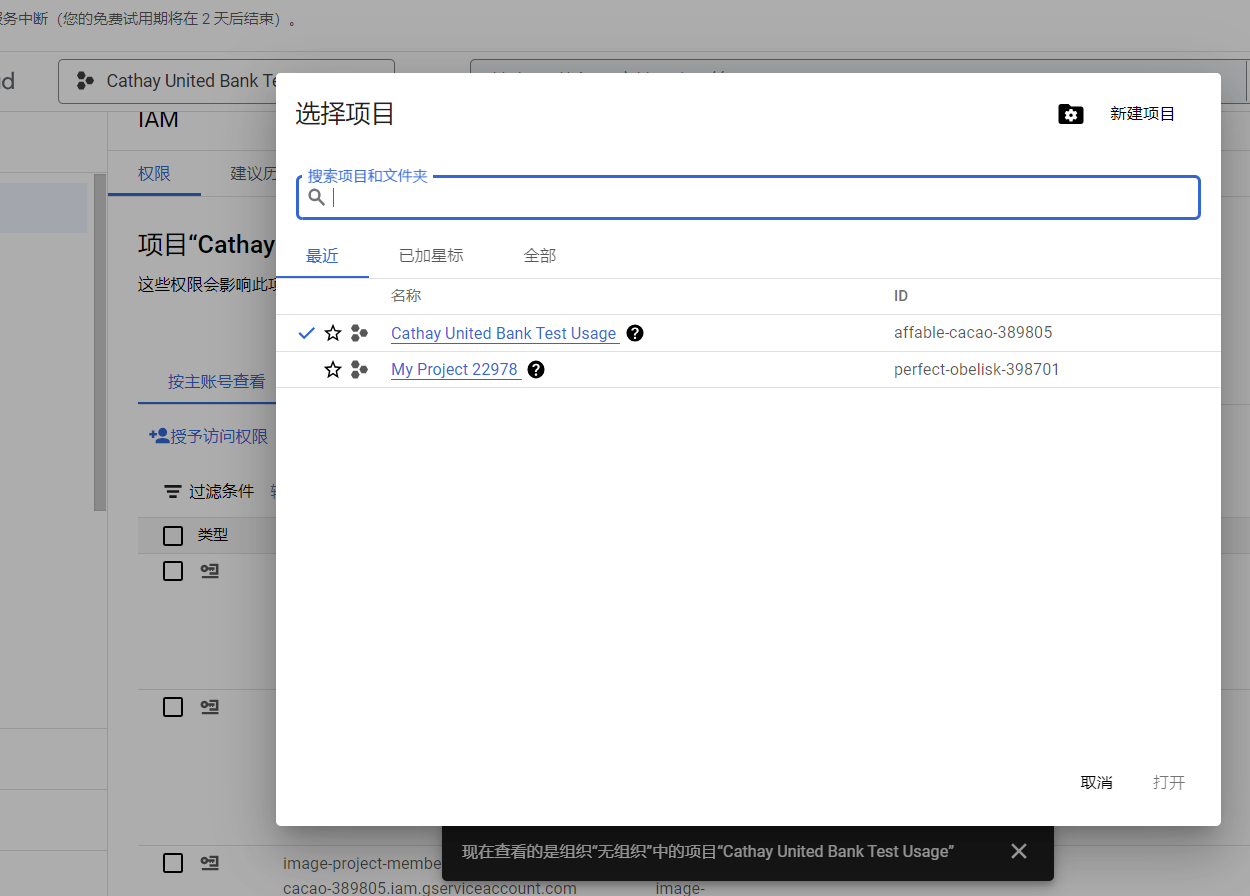 服务中断（您的免费试用期将在 2 天后结束）。
Cathay United Bank Te
选择项目
新建项目
IAM
权限
建议历
搜索项目和文件夹
项目“Cathay
这些权限会影响此项
最近
已加星标
全部
名称
ID
Cathay United Bank Test Usage
affable-cacao-389805
My Project 22978
perfect-obelisk-398701
按主账号查看
授予访问权限
过滤条件
类型
取消
打开
现在查看的是组织“无组织”中的项目“Cathay United Bank Test Usage”
image-project-membe
cacao-389805.iam.gserviceaccount.com
image-